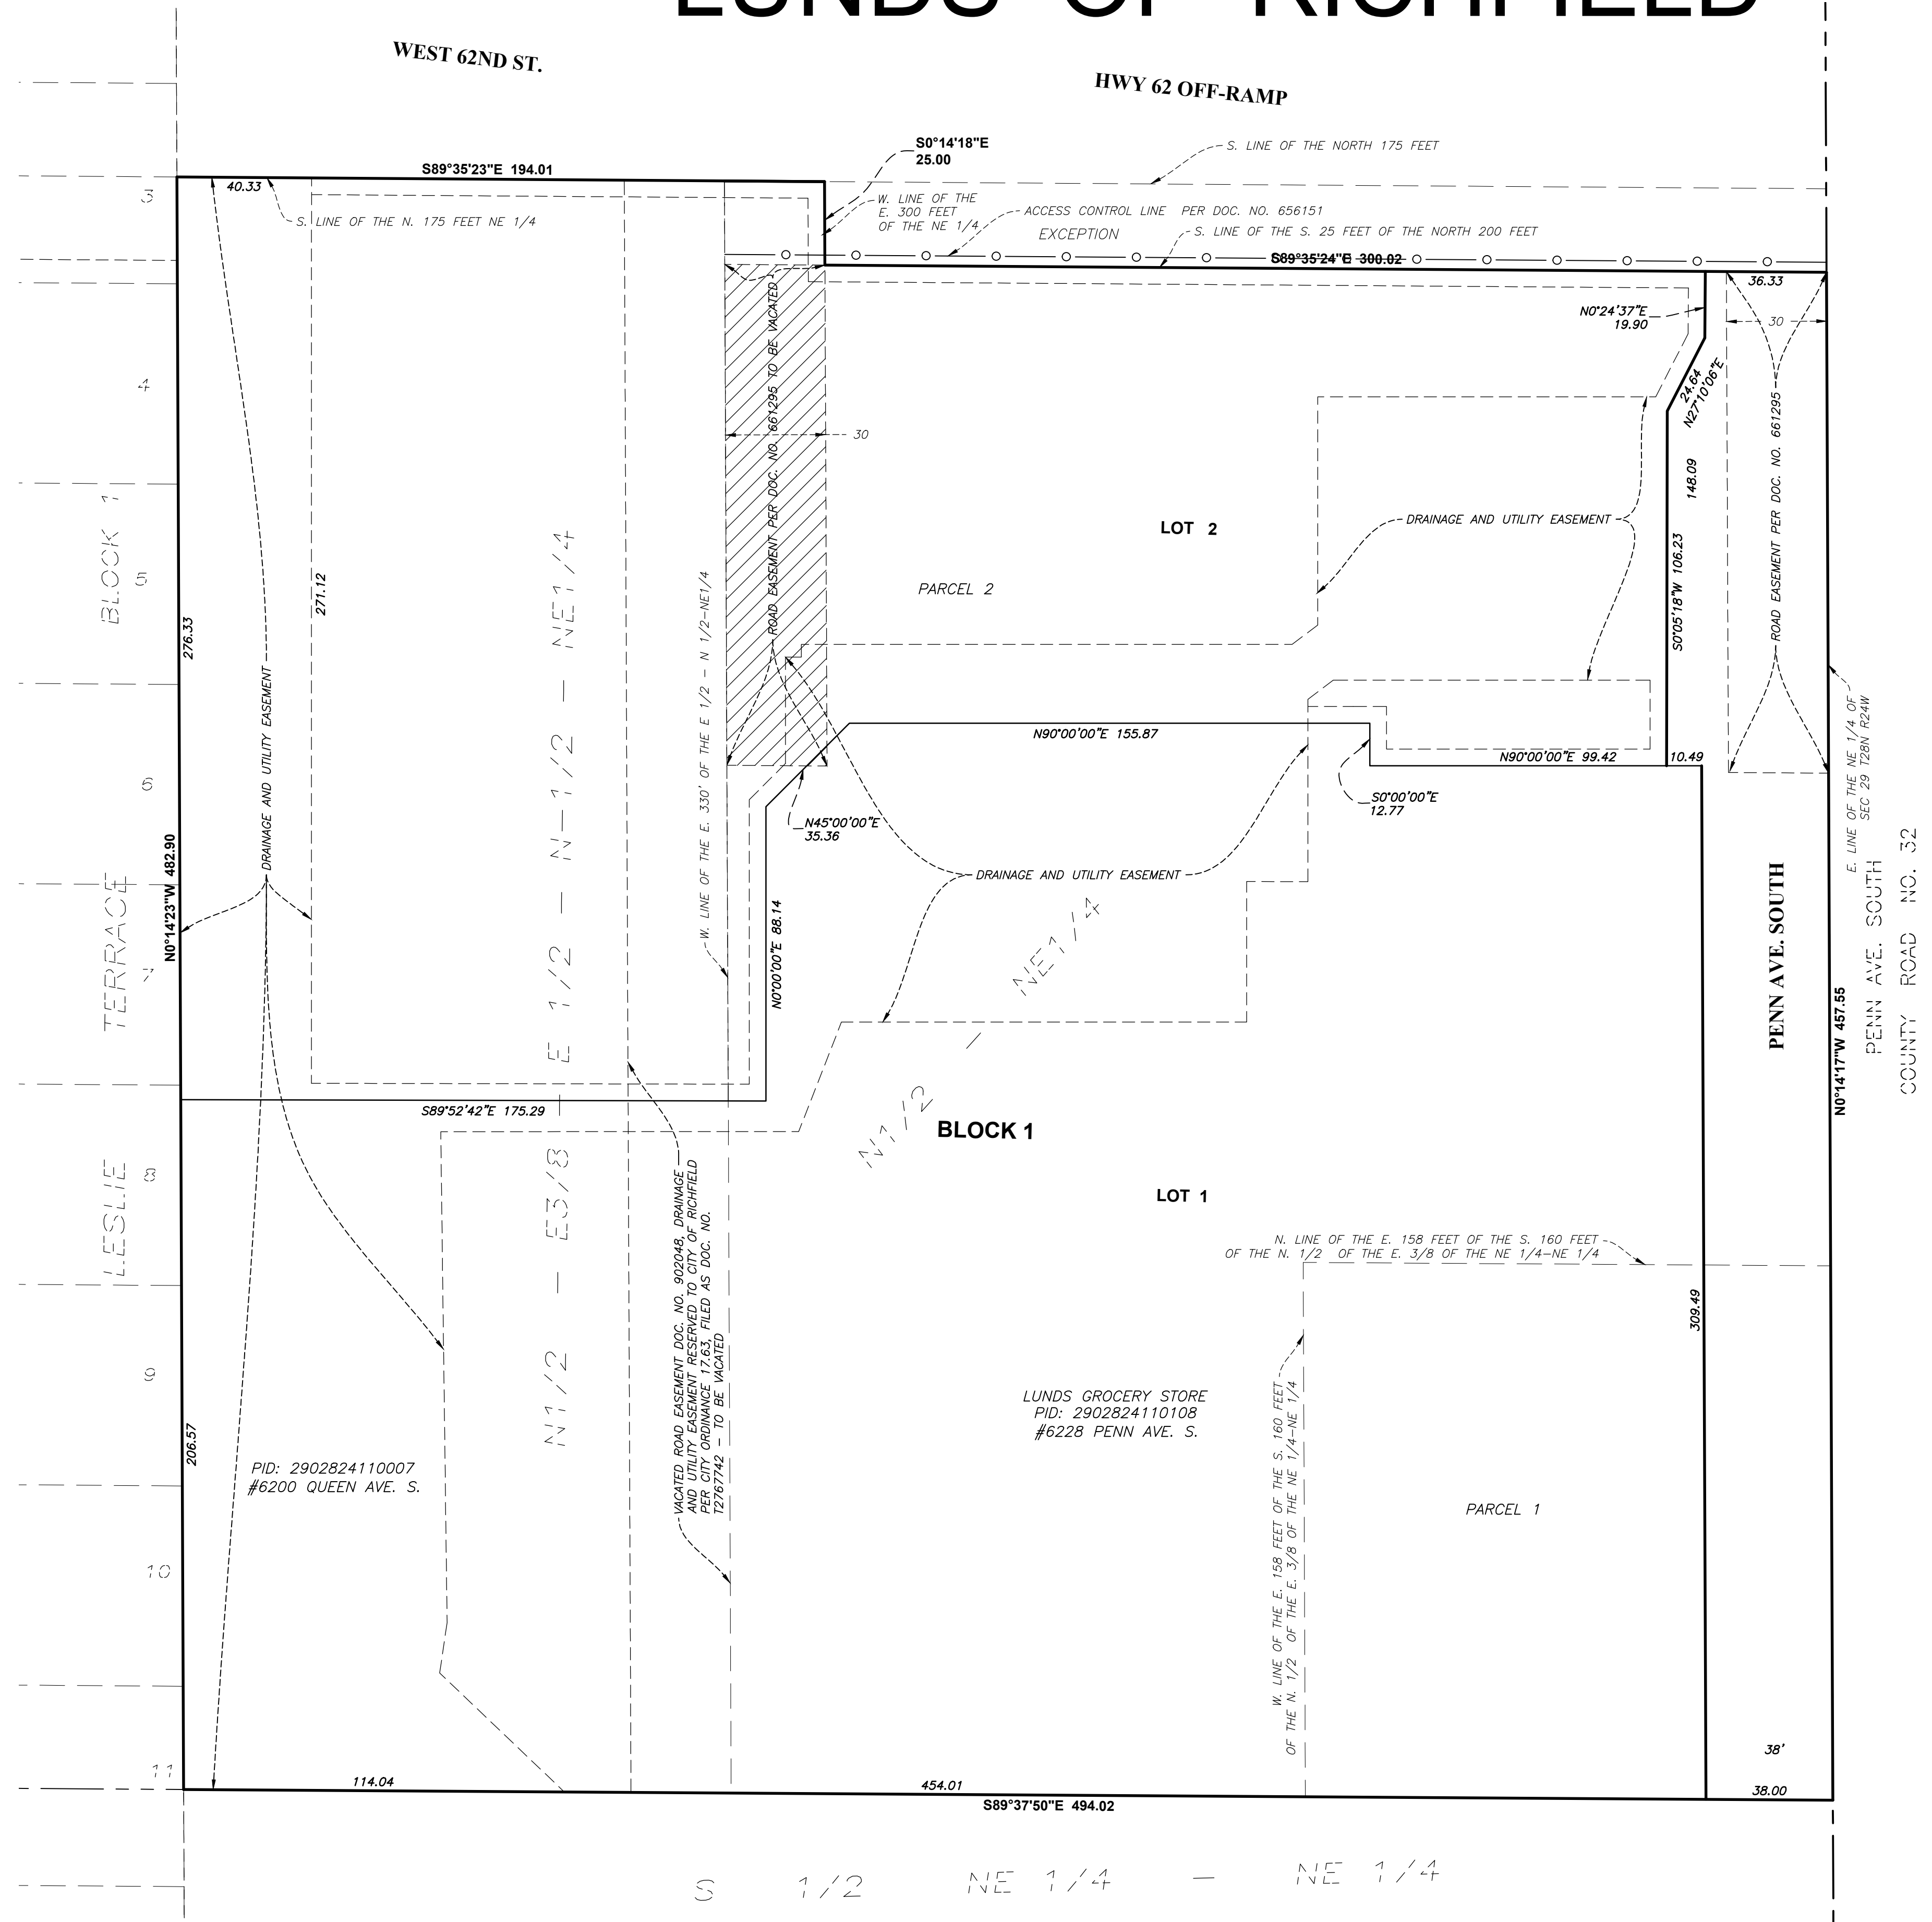 LUNDS OF RICHFIELD
WEST 62ND ST.
HWY 62 OFF-RAMP
S0°14'18"E
25.00
S. LINE OF THE NORTH 175 FEET
S89°35'23"E 194.01
40.33
S. LINE OF THE N. 175 FEET NE 1/4
W. LINE OF THE
E. 300 FEET
OF THE NE 1/4
ACCESS CONTROL LINE PER DOC. NO. 656151
EXCEPTION
S. LINE OF THE S. 25 FEET OF THE NORTH 200 FEET
S89°35'24"E 300.02
36.33
30
N0°24'37"E
19.90
24.64
N27°10'06"E
148.09
S0°05'18"W 106.23
ROAD EASEMENT PER DOC. NO. 661295
ROAD EASEMENT PER DOC. NO. 661295 TO BE VACATED
30
3
4
5
6
7
8
9
10
11
BLOCK 1
LESLIE TERRACE
276.33
271.12
DRAINAGE AND UTILITY EASEMENT
N0°14'23"W 482.90
N1/2 - E3/8 - E 1/2 - N-1/2 - NE1/4
W. LINE OF THE E. 330' OF THE E 1/2 - N 1/2-NE1/4
LOT 2
PARCEL 2
DRAINAGE AND UTILITY EASEMENT
N90°00'00"E 155.87
N90°00'00"E 99.42
10.49
S0°00'00"E
12.77
N45°00'00"E
35.36
DRAINAGE AND UTILITY EASEMENT
N0°00'00"E 88.14
N1/2 - NE1/4
S89°52'42"E 175.29
BLOCK 1
LOT 1
E. LINE OF THE NE 1/4 OF
SEC 29 T28N R24W
PENN AVE. SOUTH
PENN AVE. SOUTH
COUNTY ROAD NO. 32
N0°14'17"W 457.55
N. LINE OF THE E. 158 FEET OF THE S. 160 FEET
OF THE N. 1/2 OF THE E. 3/8 OF THE NE 1/4-NE 1/4
VACATED ROAD EASEMENT DOC. NO. 902048, DRAINAGE
AND UTILITY EASEMENT RESERVED TO CITY OF RICHFIELD
PER CITY ORDINANCE 17.63, FILED AS DOC. NO.
T2767742 - TO BE VACATED
309.49
W. LINE OF THE E. 158 FEET OF THE S. 160 FEET
OF THE N. 1/2 OF THE E. 3/8 OF THE NE 1/4-NE 1/4
LUNDS GROCERY STORE
PID: 2902824110108
#6228 PENN AVE. S.
206.57
PID: 2902824110007
#6200 QUEEN AVE. S.
PARCEL 1
38'
114.04
454.01
38.00
S89°37'50"E 494.02
S 1/2 NE 1/4 - NE 1/4